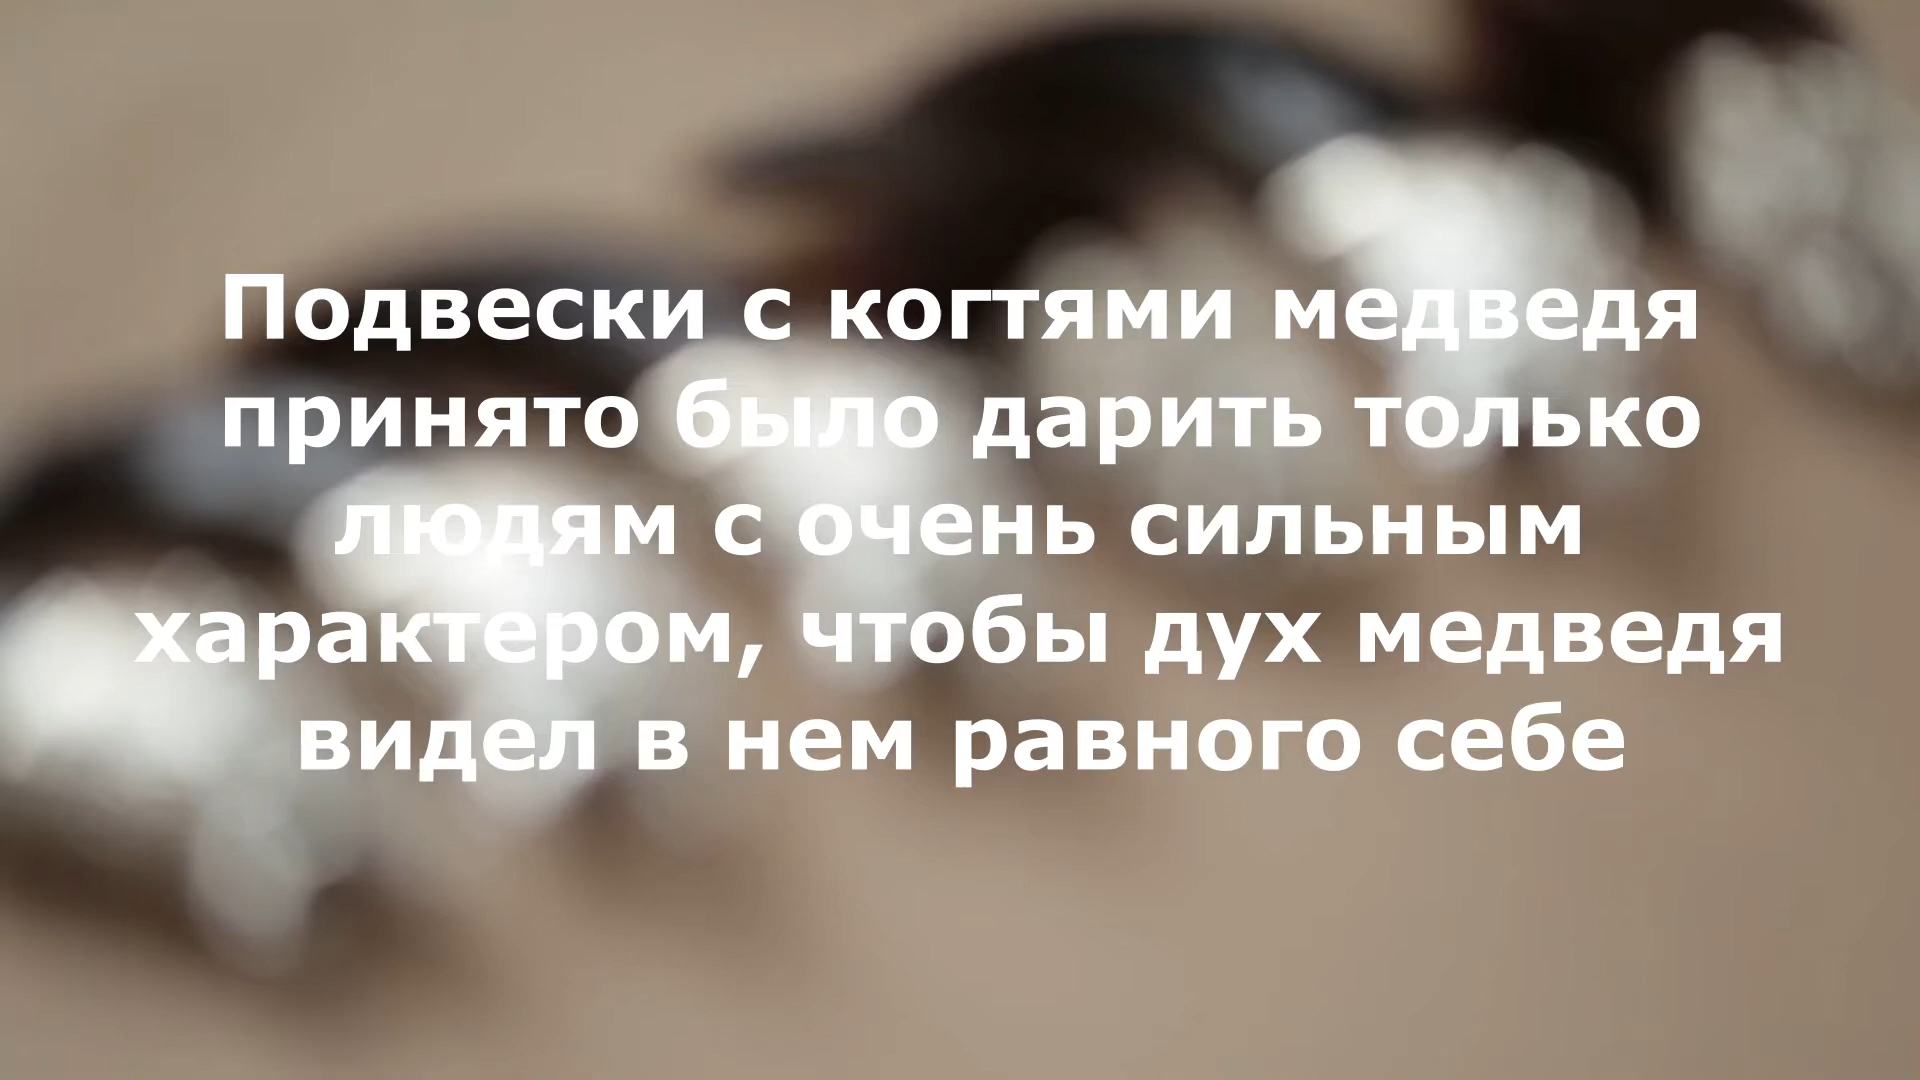 Подвески с когтями медведя
принято было дарить только
людям с очень сильным
характером, чтобы дух медведя
видел в нем равного себе